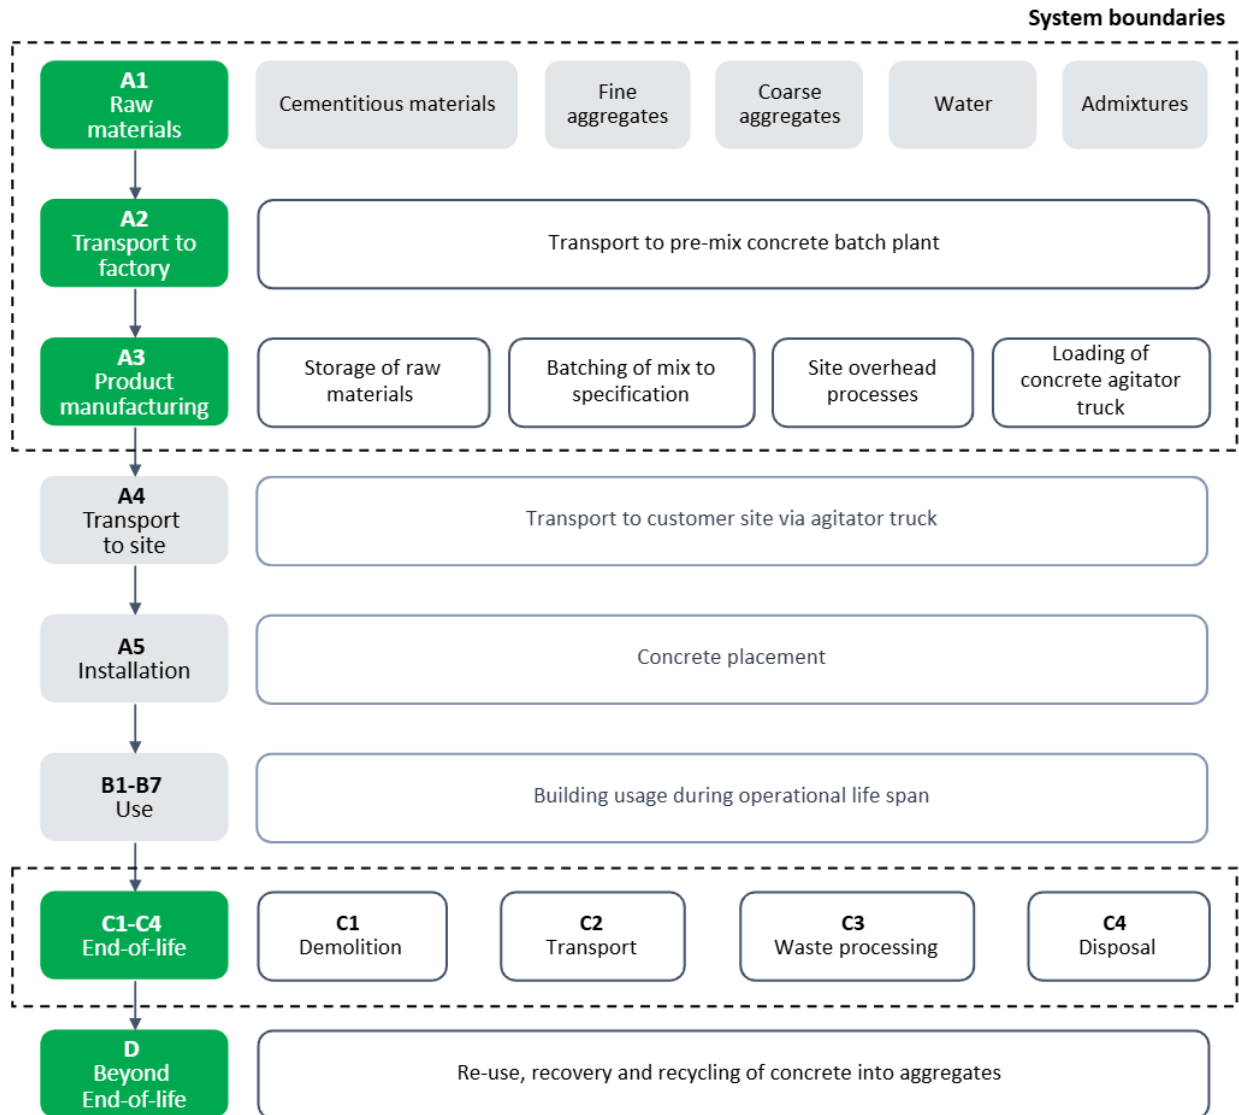 System boundaries
A1
Raw
materials
Cementitious materials
Fine
aggregates
Coarse
aggregates
Water
Admixtures
A2
Transport to
factory
Transport to pre-mix concrete batch plant
A3
Product
manufacturing
Storage of raw
materials
Batching of mix to
specification
Site overhead
processes
Loading of
concrete agitator
truck
A4
Transport
to site
Transport to customer site via agitator truck
A5
Installation
Concrete placement
B1-B7
Use
Building usage during operational life span
C1-C4
End-of-life
C1
Demolition
C2
Transport
C3
Waste processing
C4
Disposal
D
Beyond
End-of-life
Re-use, recovery and recycling of concrete into aggregates